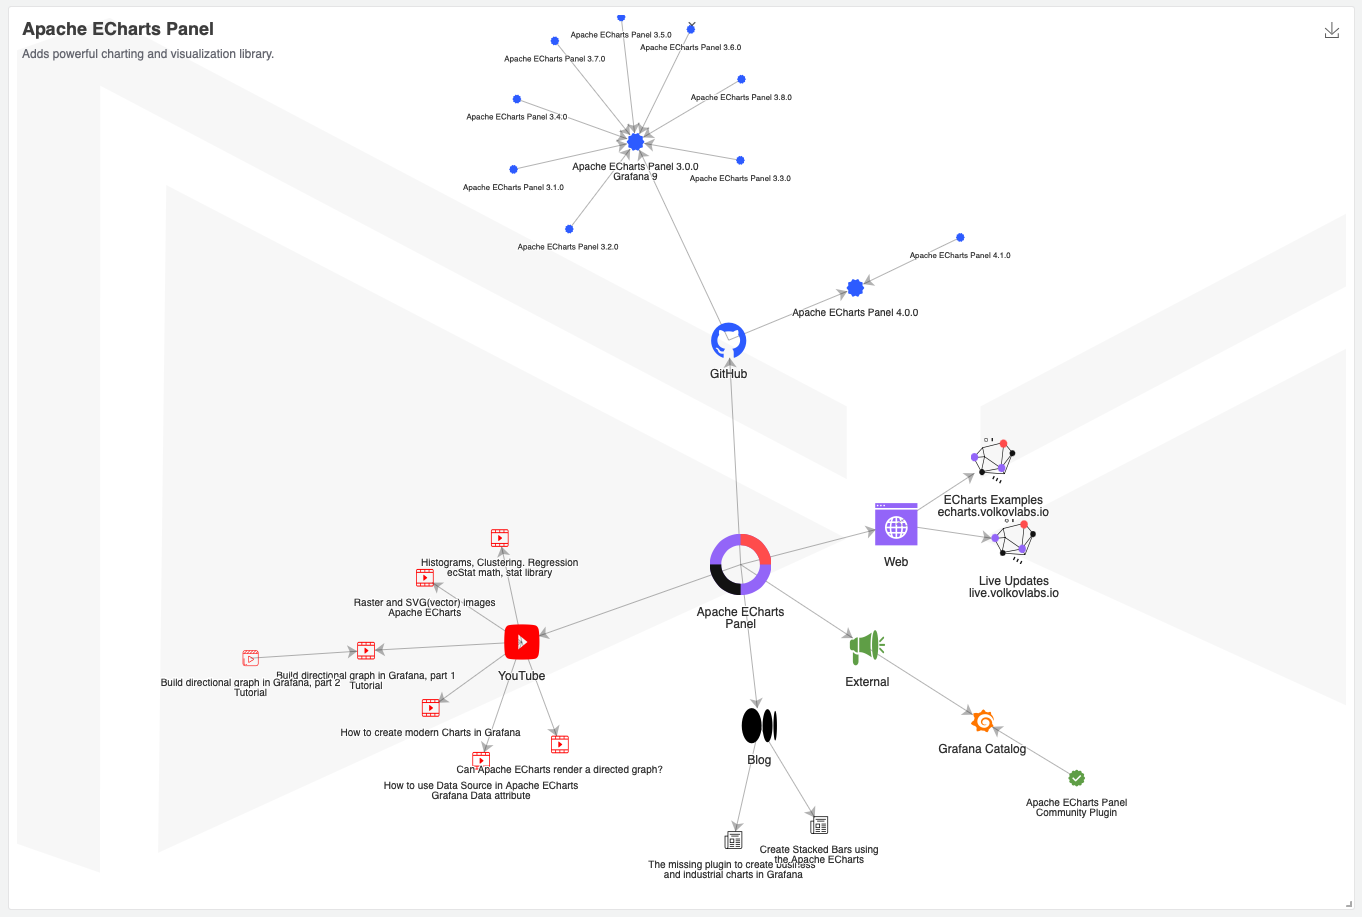 Apache ECharts Panel
Adds powerful charting and visualization library.
Apache ECharts Panel 3.5.0
Apache ECharts Panel 3.6.0
Apache ECharts Panel 3.7.0
Apache ECharts Panel 3.8.0
Apache ECharts Panel 3.4.0
Apache ECharts Panel 3.0.0
Grafana 9
Apache ECharts Panel 3.3.0
Apache ECharts Panel 3.1.0
Apache ECharts Panel 3.2.0
Apache ECharts Panel 4.1.0
Apache ECharts Panel 4.0.0
GitHub
ECharts Examples
echarts.volkovlabs.io
Web
Live Updates
live.volkovlabs.io
Histograms, Clustering. Regression
ecStat math, stat library
Raster and SVG(vector) images
Apache ECharts
Apache ECharts
Panel
YouTube
Build directional graph in Grafana, part 1
Tutorial
Build directional graph in Grafana, part 2
Tutorial
External
How to create modern Charts in Grafana
Grafana Catalog
Blog
Can Apache ECharts render a directed graph?
How to use Data Source in Apache ECharts
Grafana Data attribute
Apache ECharts Panel
Community Plugin
Create Stacked Bars using
the Apache ECharts
The missing plugin to create business
and industrial charts in Grafana